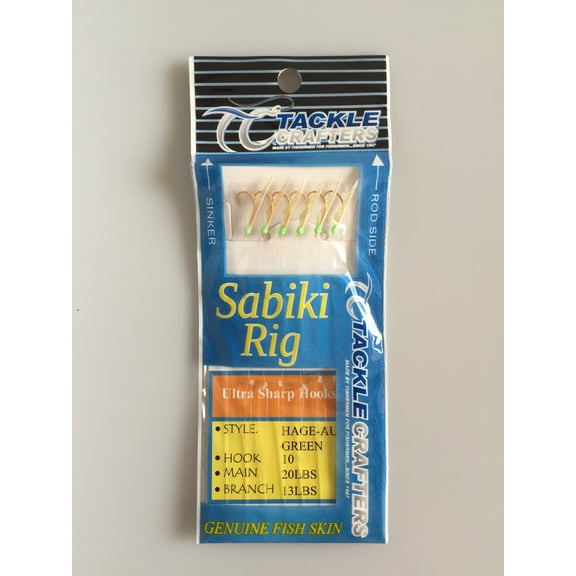 TACKLE
CRAFTERS
MADE BY FISHERMEN FOR FISHERMEN...SINCE 1967
SINKER
ROD SIDE
Sabiki
Rig
Ultra Sharp Hooks
• STYLE. HAGE-AU
GREEN
• HOOK 10
• MAIN 20LBS
• BRANCH 13LBS
GENUINE FISH SKIN
TACKLE CRAFTERS
MADE BY FISHERMEN FOR FISHERMEN...SINCE 1967